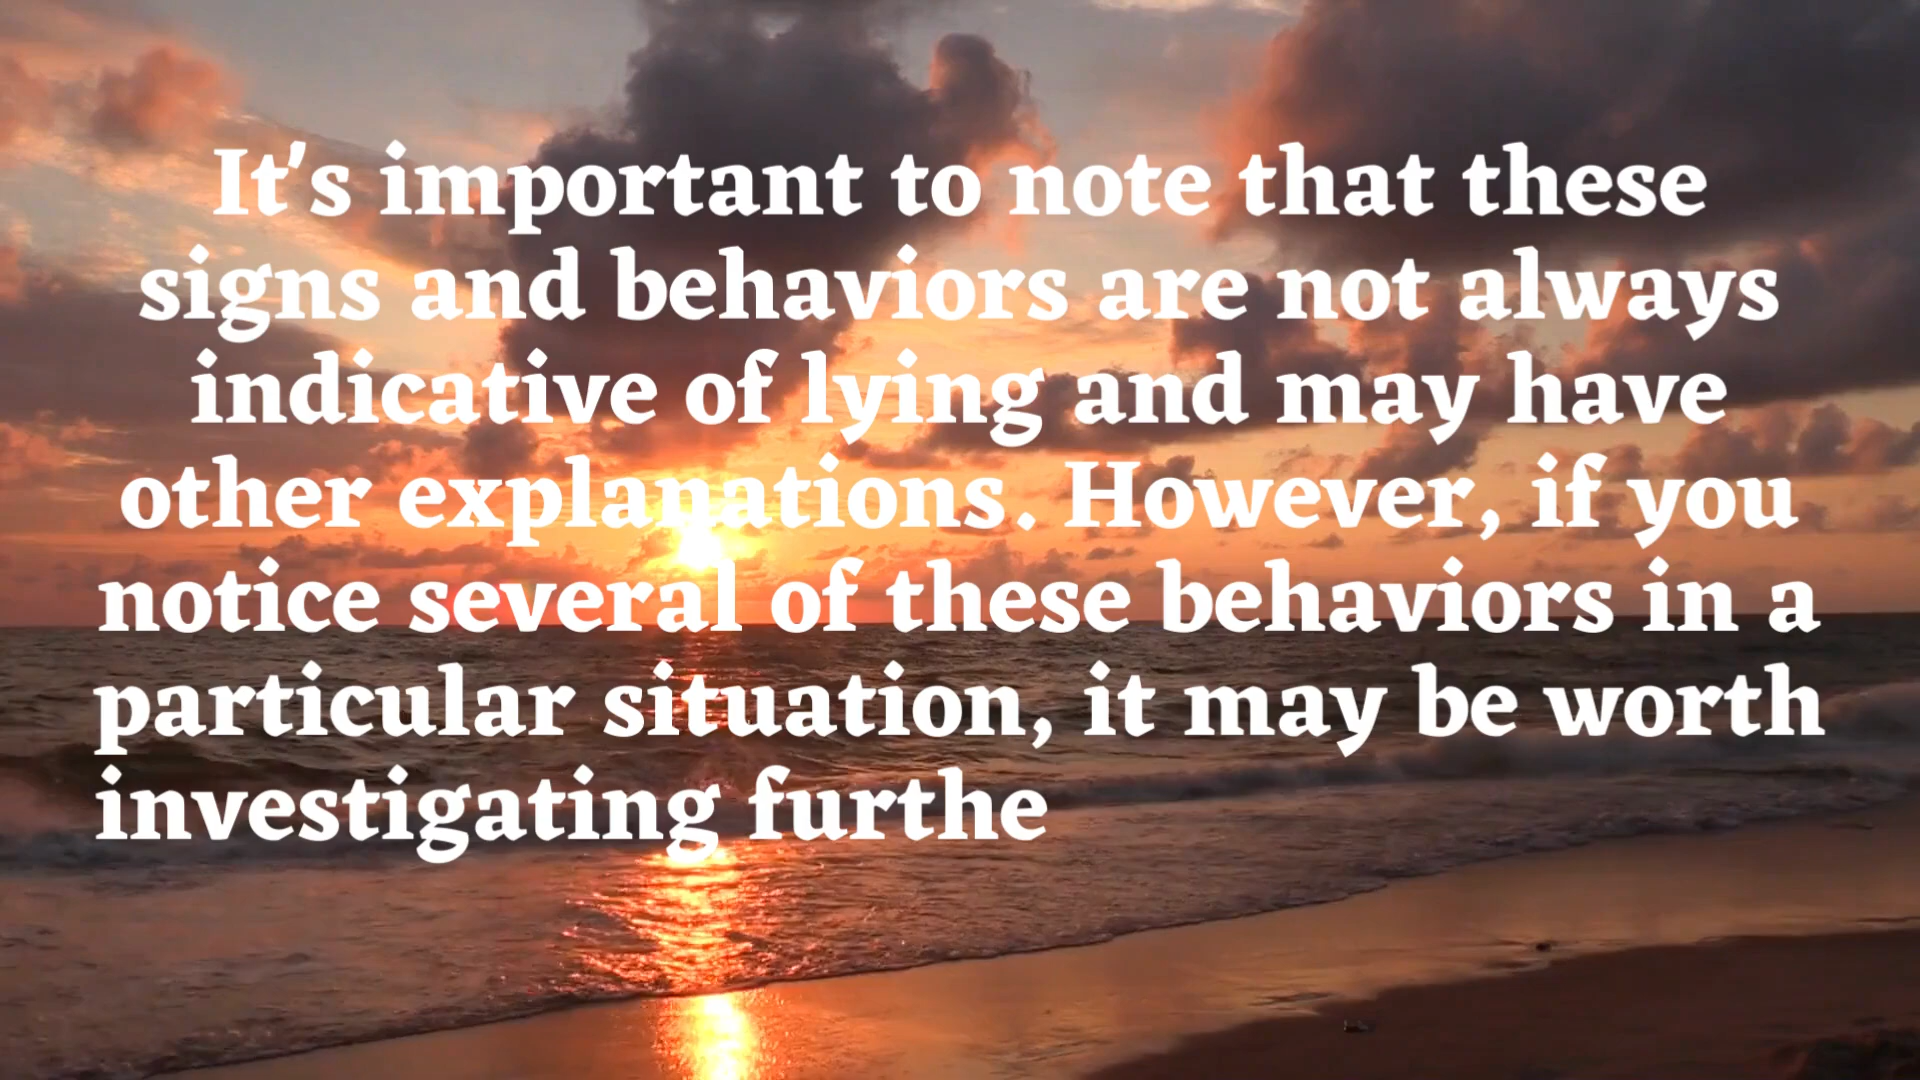 It's important to note that these
signs and behaviors are not always
indicative of lying and may have
other explanations. However, if you
notice several of these behaviors in a
particular situation, it may be worth
investigating furthe